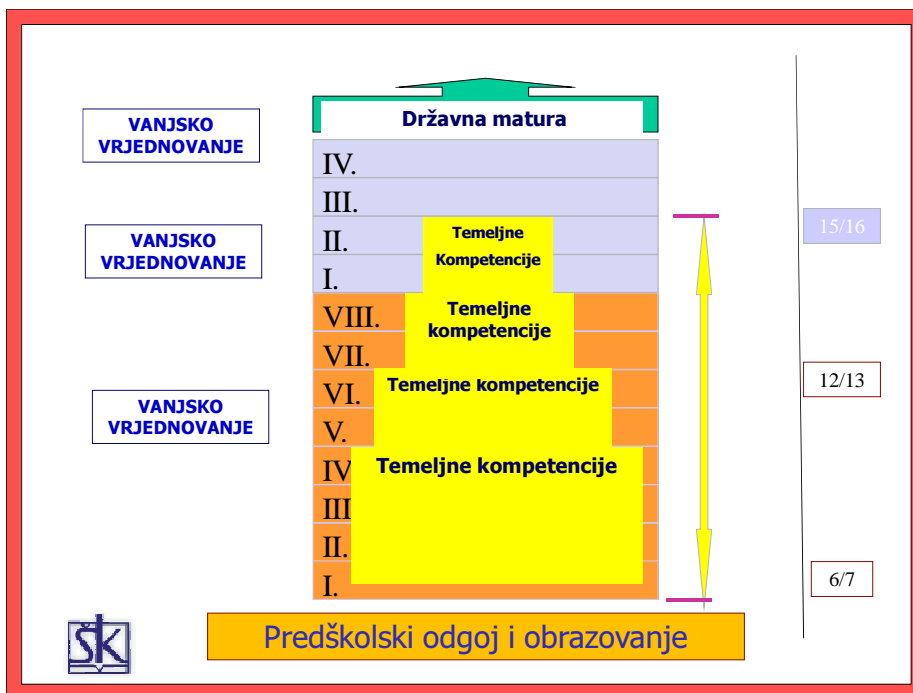 Državna matura
VANJSKO
VRJEDNOVANJE
IV.
III.
15/16
VANJSKO
VRJEDNOVANJE
II.
Temeljne
Kompetencije
I.
VIII.
Temeljne
kompetencije
VII.
12/13
VI.
Temeljne kompetencije
VANJSKO
VRJEDNOVANJE
V.
IV
Temeljne kompetencije
III
II.
I.
6/7
Predškolski odgoj i obrazovanje
ŠK